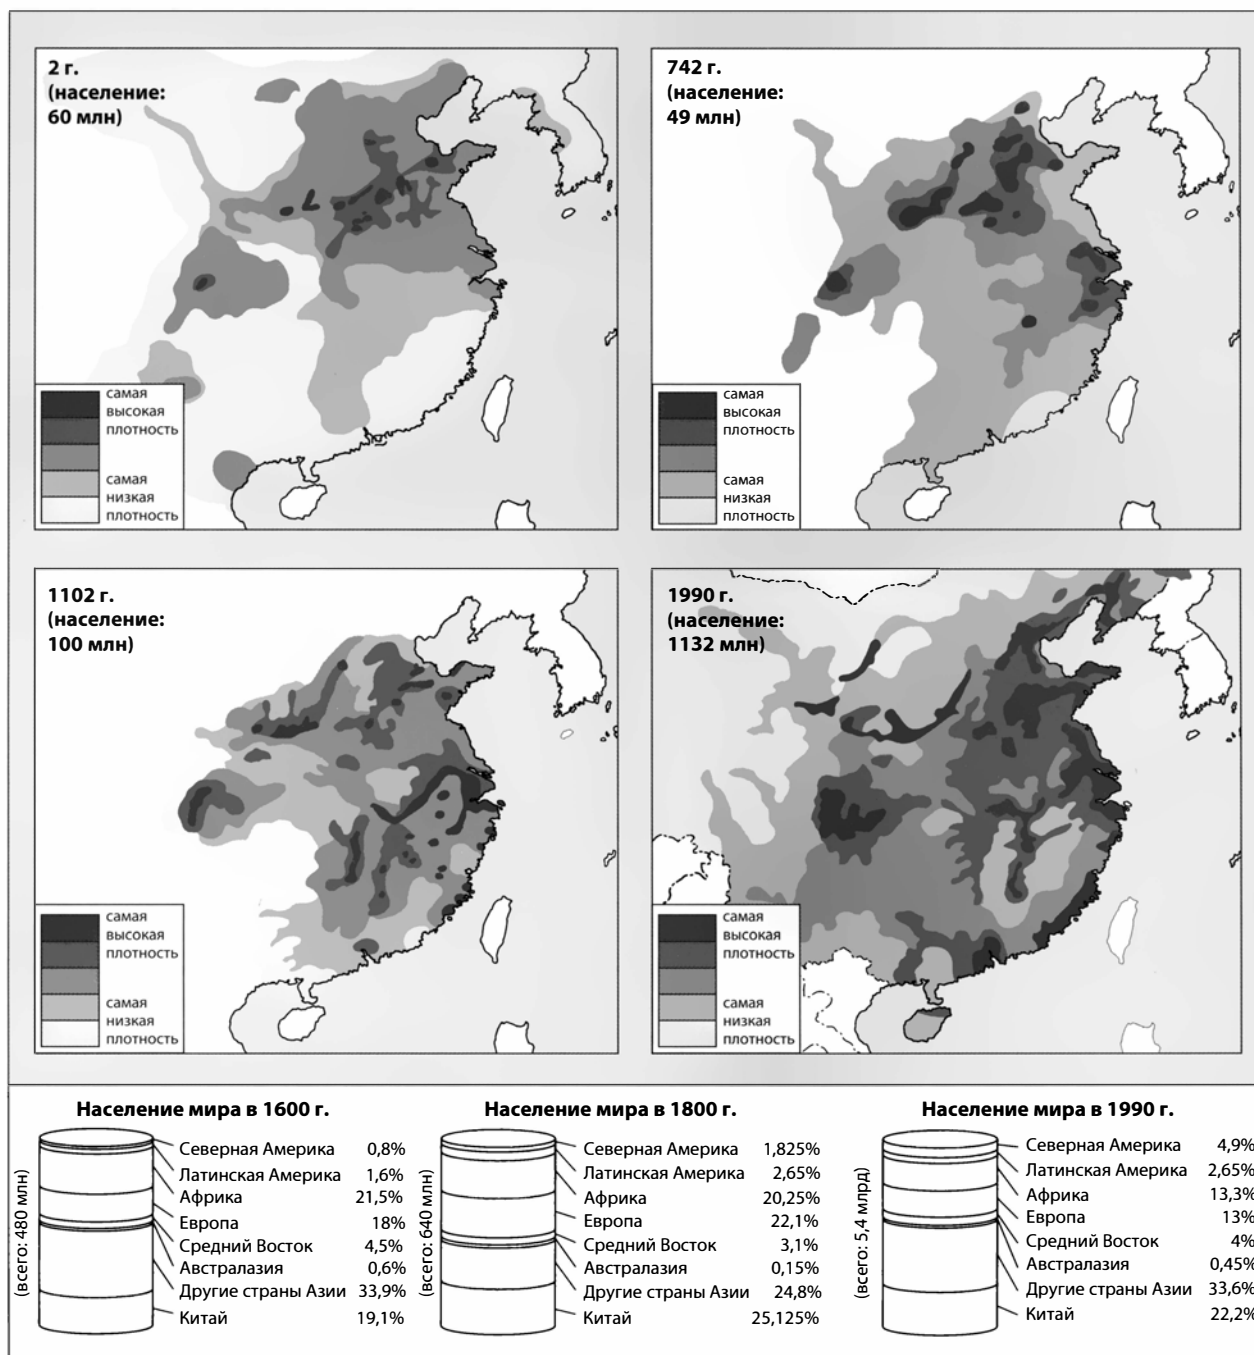 2 г.
(население:
60 млн)
самая
высокая
плотность
самая
низкая
плотность
742 г.
(население:
49 млн)
самая
высокая
плотность
самая
низкая
плотность
1102 г.
(население:
100 млн)
самая
высокая
плотность
самая
низкая
плотность
1990 г.
(население:
1132 млн)
самая
высокая
плотность
самая
низкая
плотность
Население мира в 1600 г.
(всего: 480 млн)
Северная Америка 0,8%
Латинская Америка 1,6%
Африка 21,5%
Европа 18%
Средний Восток 4,5%
Австралазия 0,6%
Другие страны Азии 33,9%
Китай 19,1%
Население мира в 1800 г.
(всего: 640 млн)
Северная Америка 1,825%
Латинская Америка 2,65%
Африка 20,25%
Европа 22,1%
Средний Восток 3,1%
Австралазия 0,15%
Другие страны Азии 24,8%
Китай 25,125%
Население мира в 1990 г.
(всего: 5,4 млрд)
Северная Америка 4,9%
Латинская Америка 2,65%
Африка 13,3%
Европа 13%
Средний Восток 4%
Австралазия 0,45%
Другие страны Азии 33,6%
Китай 22,2%